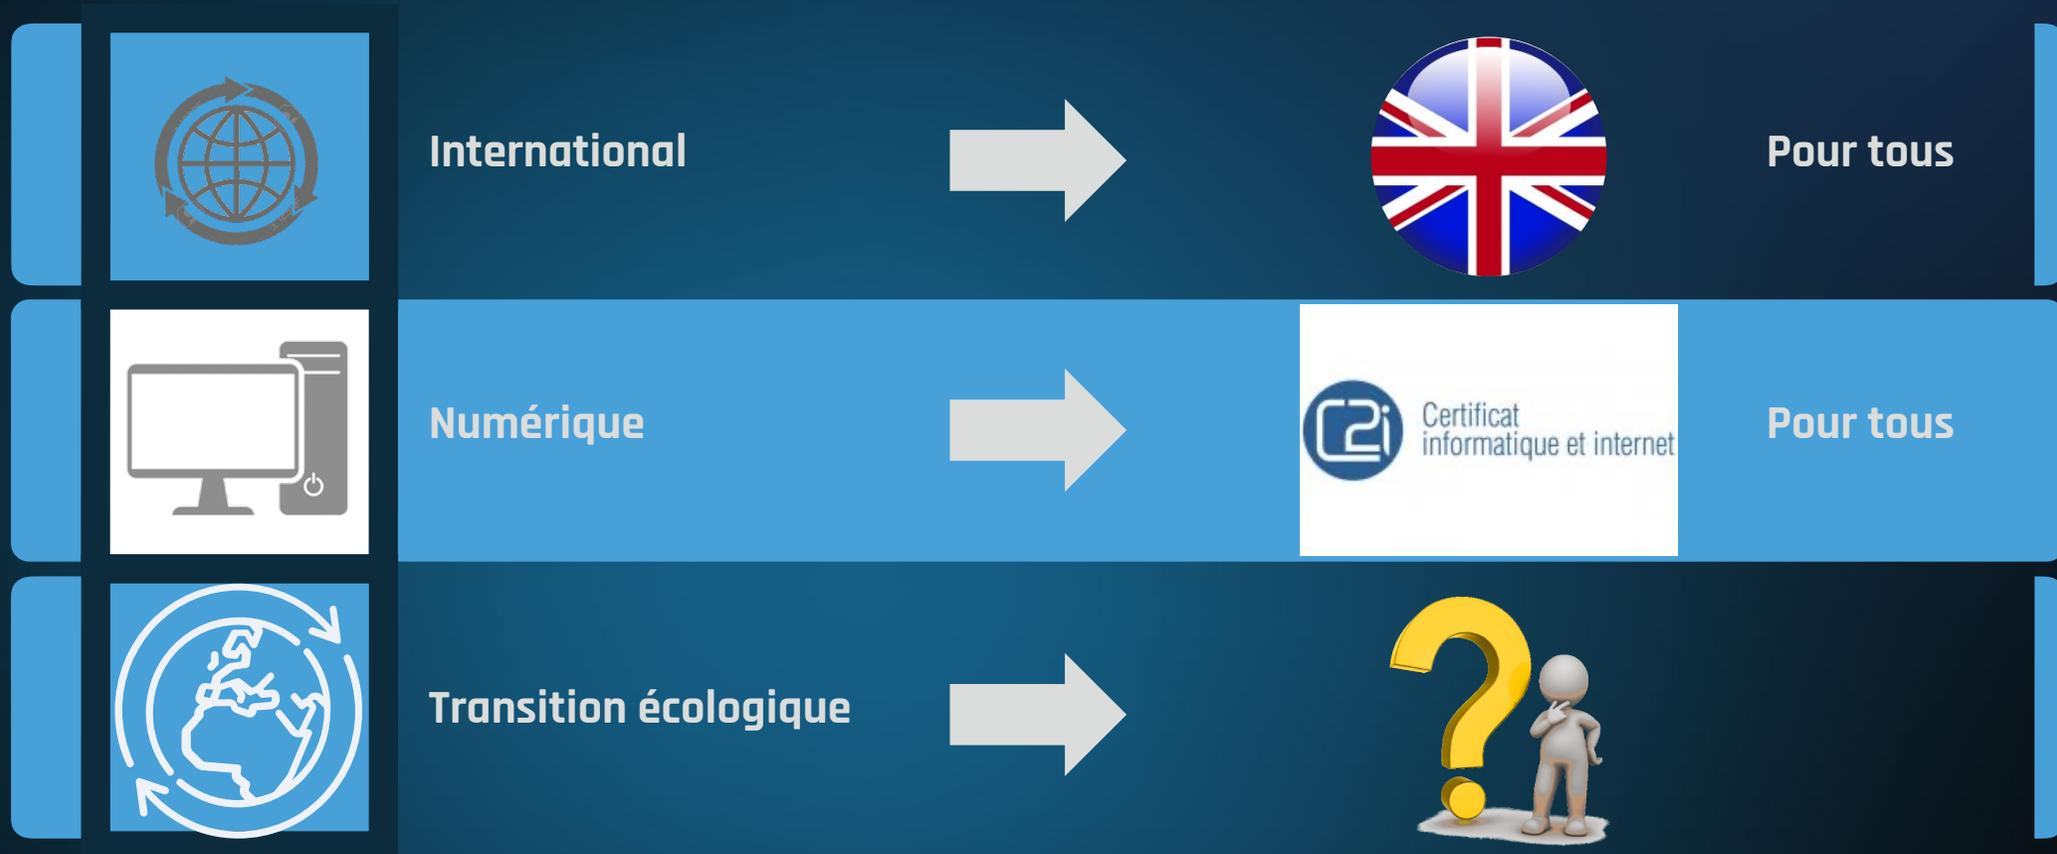 International
Pour tous
Numérique
C2i
Certificat
informatique et internet
Pour tous
Transition écologique